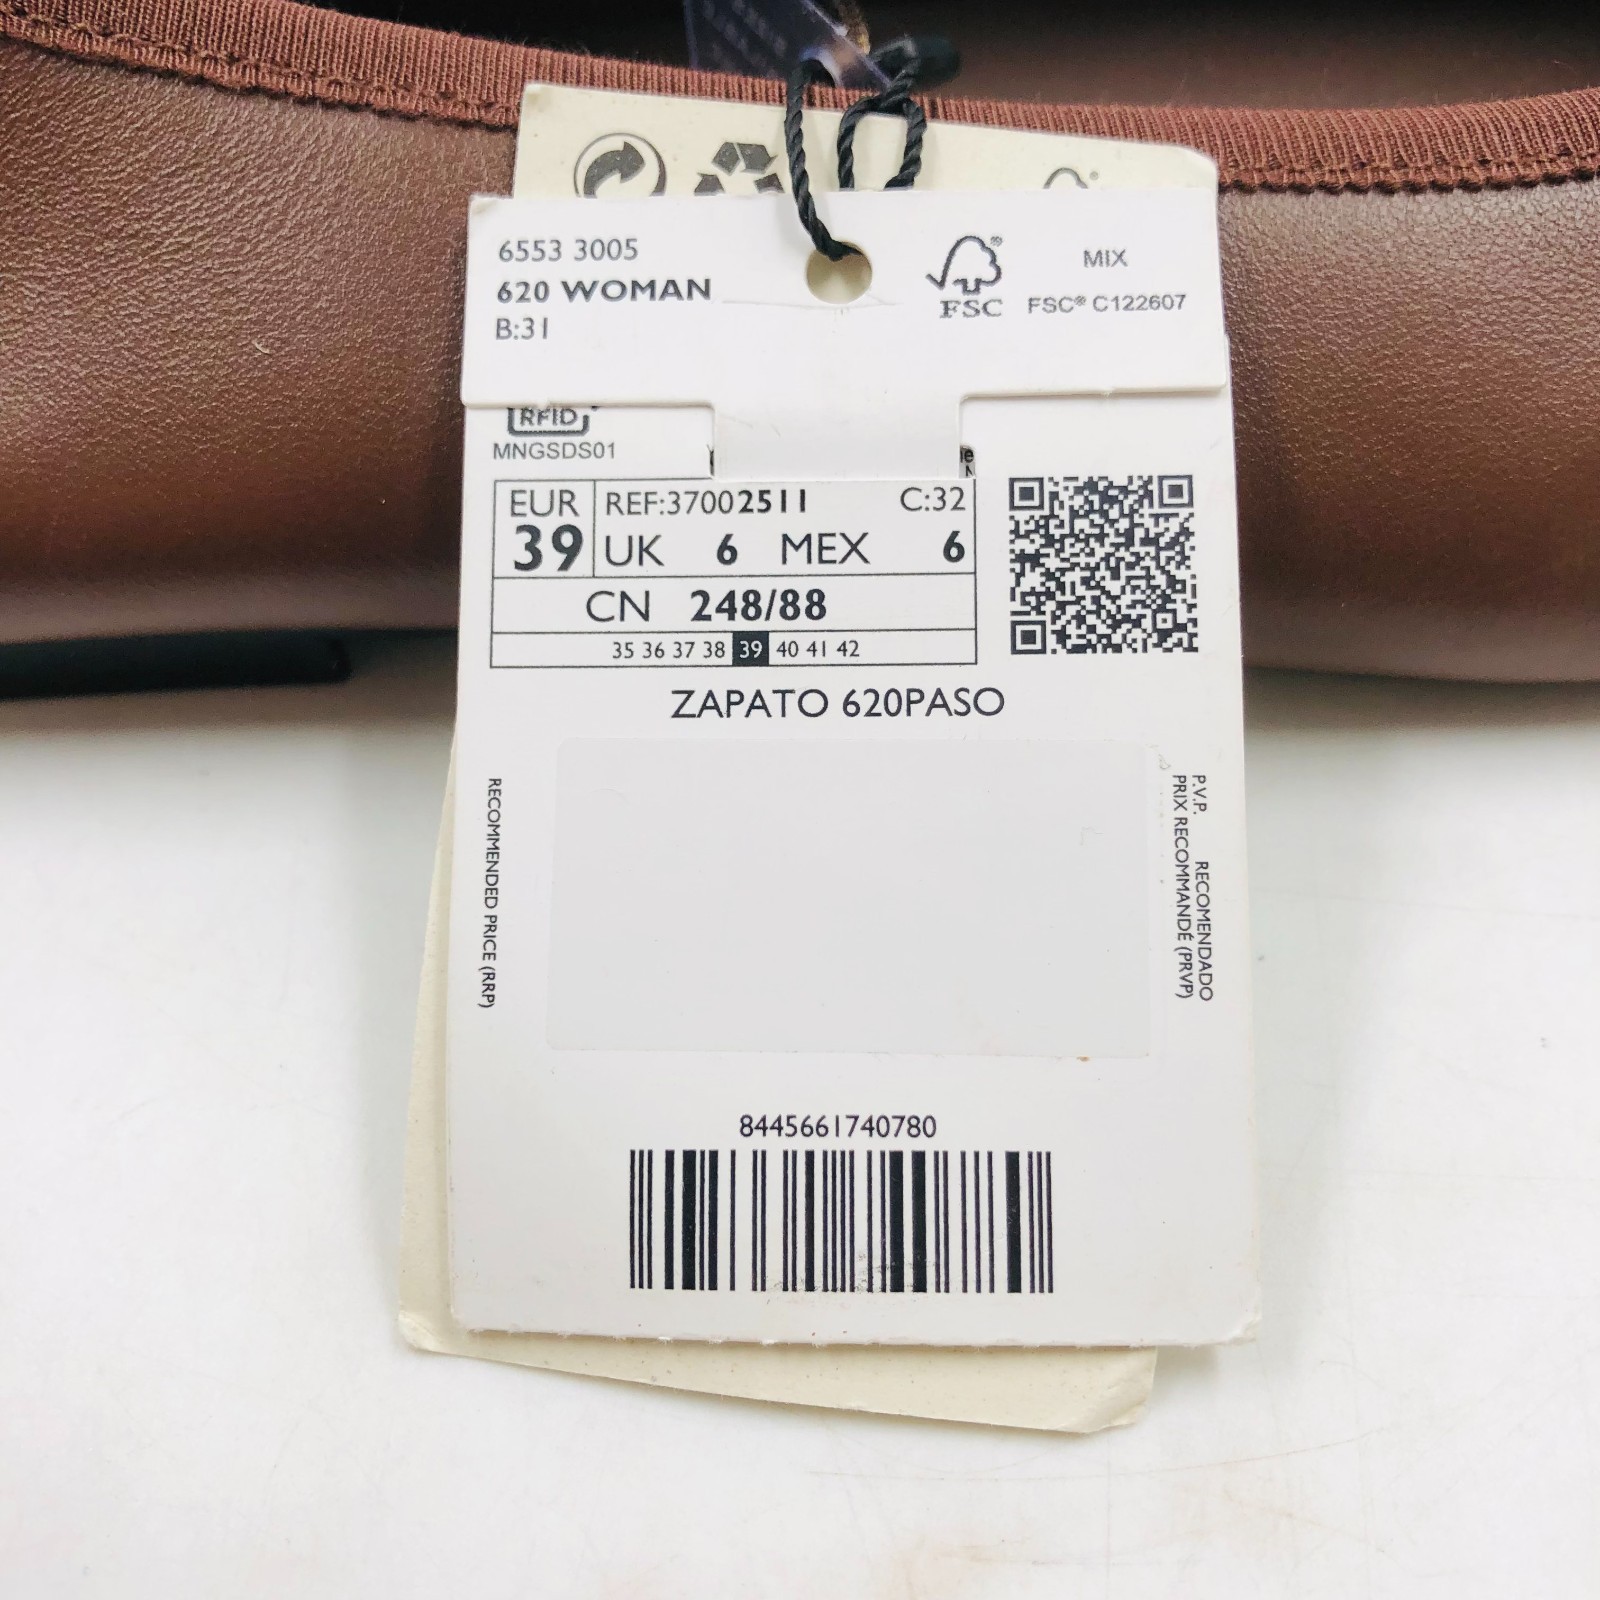 6553 3005
620 WOMAN
B:31
FSC®
MIX
FSC® C122607
RFID
MNGSDS01
EUR
39
REF:37002511 C:32
UK 6 MEX 6
CN 248/88
35 36 37 38 39 40 41 42
ZAPATO 620PASO
RECOMMENDED PRICE (RRP)
P.V.P. RECOMENDADO
PRIX RECOMMANDÉ (PRVP)
8445661740780